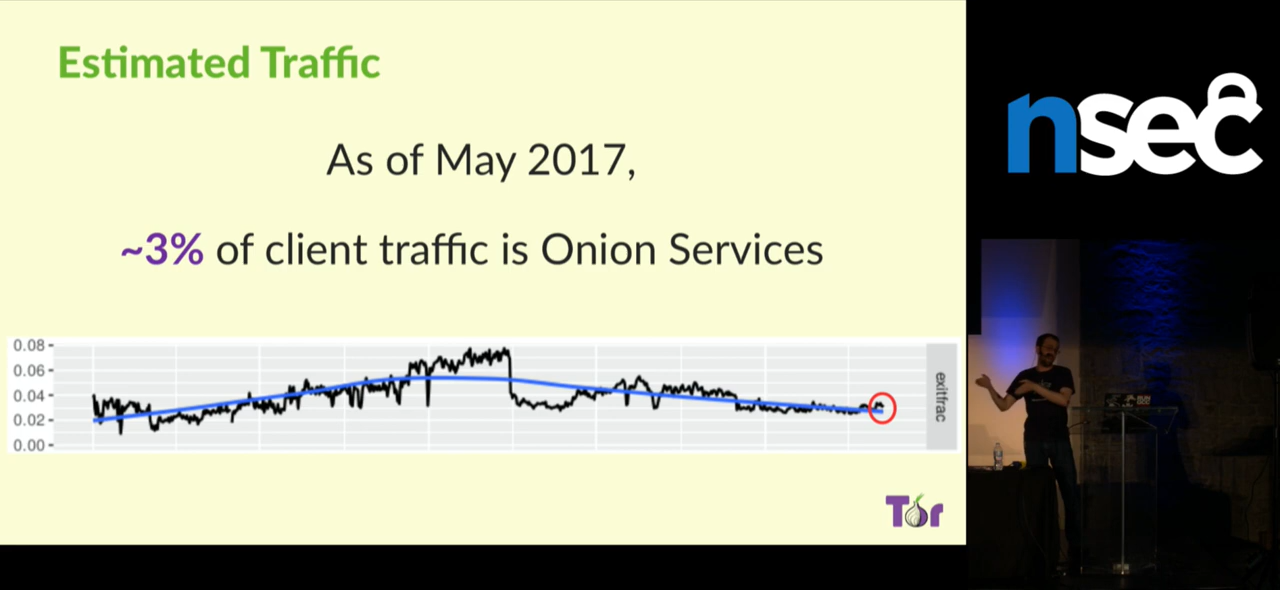 Estimated Traffic
As of May 2017,
~3% of client traffic is Onion Services
0.08
0.06
0.04
0.02
0.00
exitfrac
Tor
nsec